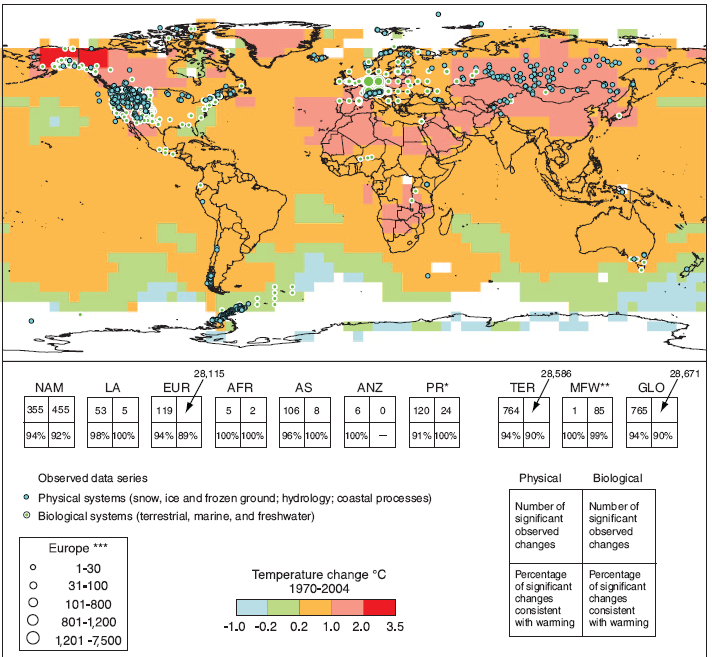 28,115 28,586 28,671
NAM LA EUR AFR AS ANZ PR* TER MFW** GLO
355 455 53 5 119 5 2 106 8 6 0 120 24 764 1 85 765
94% 92% 98% 100% 94% 89% 100% 100% 96% 100% 100% — 91% 100% 94% 90% 100% 99% 94% 90%
Observed data series
Physical systems (snow, ice and frozen ground; hydrology; coastal processes)
Biological systems (terrestrial, marine, and freshwater)
Europe ***
1-30
31-100
101-800
801-1,200
1,201 -7,500
Temperature change °C
1970-2004
-1.0 -0.2 0.2 1.0 2.0 3.5
Physical Biological
Number of
significant
observed
changes
Number of
significant
observed
changes
Percentage
of significant
changes
consistent
with warming
Percentage
of significant
changes
consistent
with warming